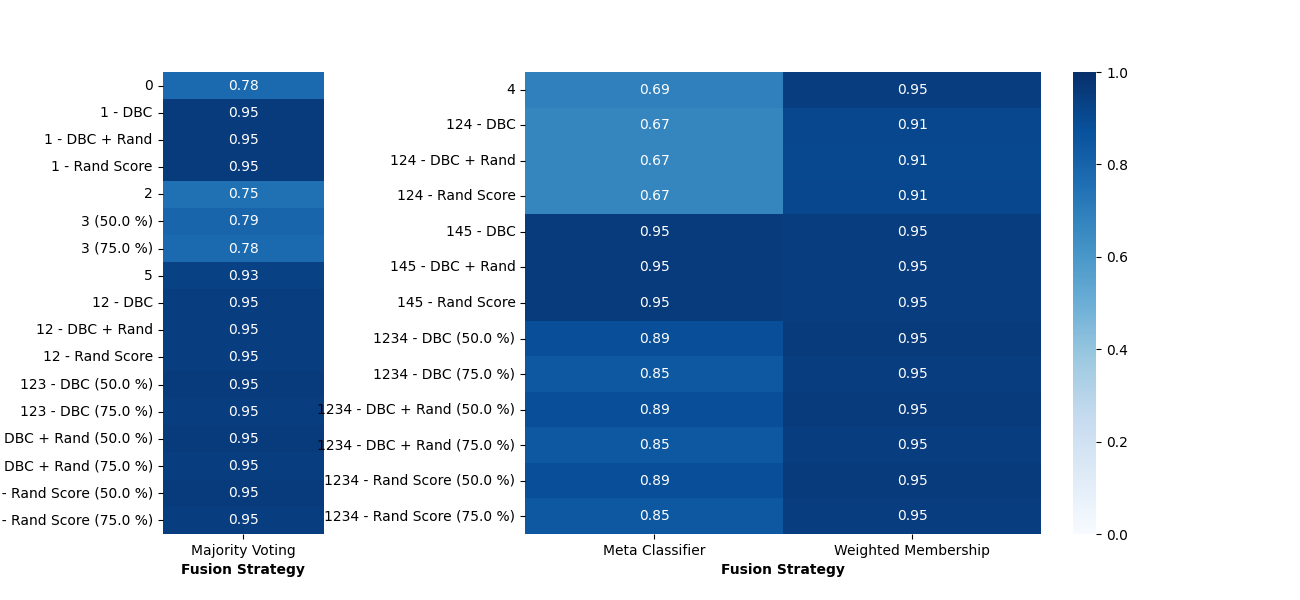 0 0.78
1 - DBC 0.95
1 - DBC + Rand 0.95
1 - Rand Score 0.95
2 0.75
3 (50.0 %) 0.79
3 (75.0 %) 0.78
5 0.93
12 - DBC 0.95
12 - DBC + Rand 0.95
12 - Rand Score 0.95
123 - DBC (50.0 %) 0.95
123 - DBC (75.0 %) 0.95
DBC + Rand (50.0 %) 0.95
DBC + Rand (75.0 %) 0.95
- Rand Score (50.0 %) 0.95
- Rand Score (75.0 %) 0.95
Majority Voting
Fusion Strategy
4 0.69 0.95
124 - DBC 0.67 0.91
124 - DBC + Rand 0.67 0.91
124 - Rand Score 0.67 0.91
145 - DBC 0.95 0.95
145 - DBC + Rand 0.95 0.95
145 - Rand Score 0.95 0.95
1234 - DBC (50.0 %) 0.89 0.95
1234 - DBC (75.0 %) 0.85 0.95
1234 - DBC + Rand (50.0 %) 0.89 0.95
1234 - DBC + Rand (75.0 %) 0.85 0.95
1234 - Rand Score (50.0 %) 0.89 0.95
1234 - Rand Score (75.0 %) 0.85 0.95
Meta Classifier Weighted Membership
Fusion Strategy
1.0
0.8
0.6
0.4
0.2
0.0